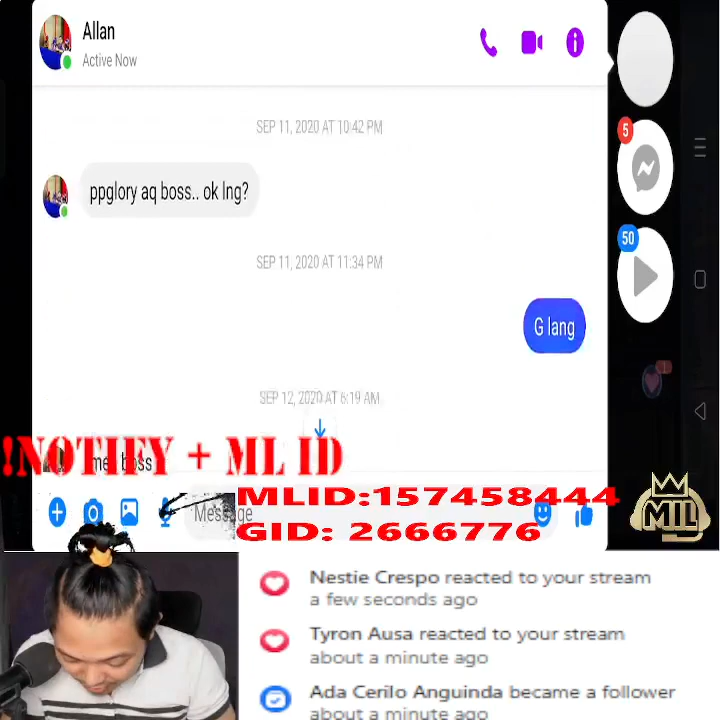 Allan
Active Now
SEP 11, 2020 AT 10:42 PM
5
ppglory aq boss.. ok lng?
50
SEP 11, 2020 AT 11:34 PM
G lang
1
SEP 12, 2020 AT 6:19 AM
!NOTIFY + ML ID
boss
MLID:157458444
Message
GID: 2666776
MIL
Nestie Crespo reacted to your stream
a few seconds ago
Tyron Ausa reacted to your stream
about a minute ago
Ada Cerilo Anguinda became a follower
about a minute ago